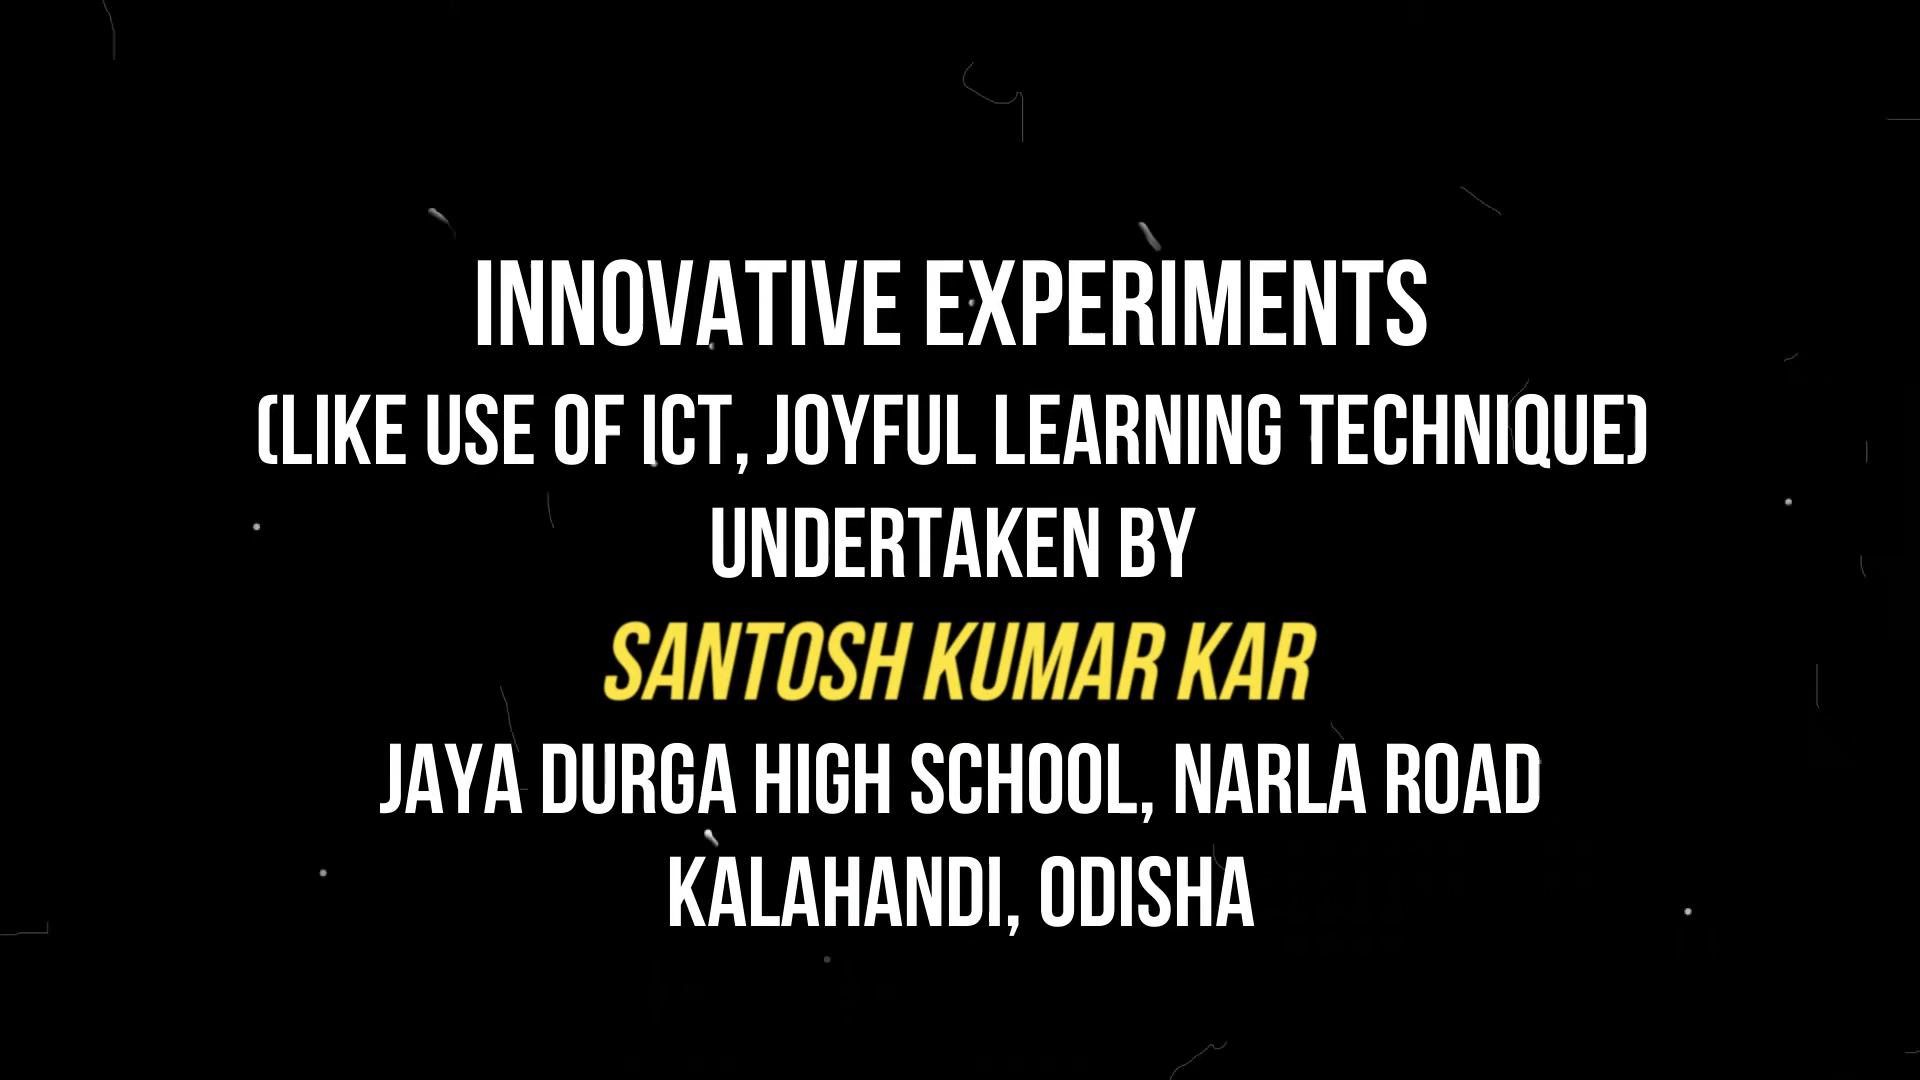 INNOVATIVE EXPERIMENTS
(LIKE USE OF ICT, JOYFUL LEARNING TECHNIQUE)
UNDERTAKEN BY
SANTOSH KUMAR KAR
JAYA DURGA HIGH SCHOOL, NARLA ROAD
KALAHANDI, ODISHA